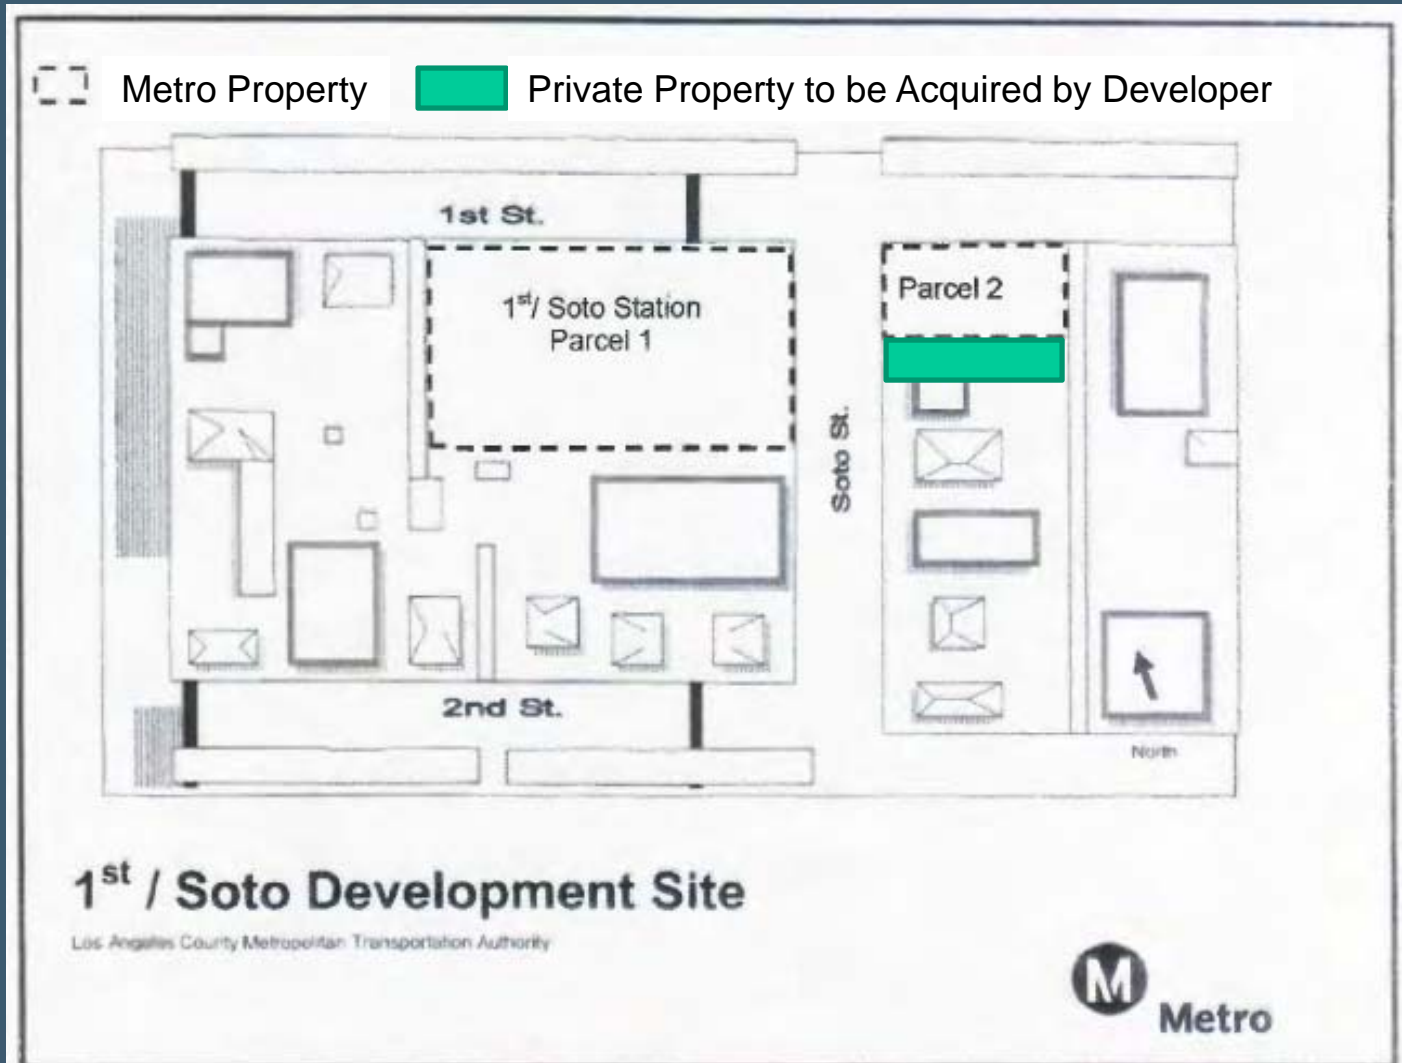 Metro Property
Private Property to be Acquired by Developer
1st St.
1st/ Soto Station
Parcel 1
Parcel 2
Soto St.
2nd St.
North
1st / Soto Development Site
Los Angeles County Metropolitan Transportation Authority
M
Metro